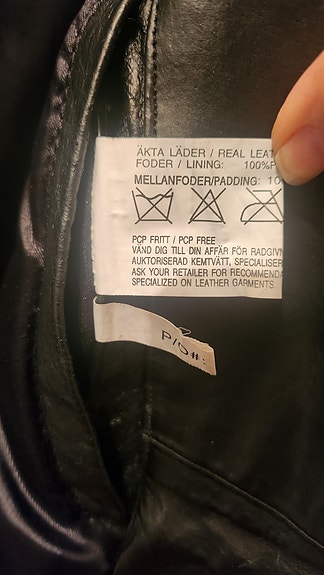 ÄKTA LÄDER / REAL LEAT
FODER / LINING: 100%P
MELLANFODER/PADDING: 10
PCP FRITT / PCP FREE
VÄND DIG TILL DIN AFFÄR FÖR RADGIVN
AUKTORISERAD KEMTVÄTT, SPECIALISER
ASK YOUR RETAILER FOR RECOMMENDA
SPECIALIZED ON LEATHER GARMENTS.
P/O#: